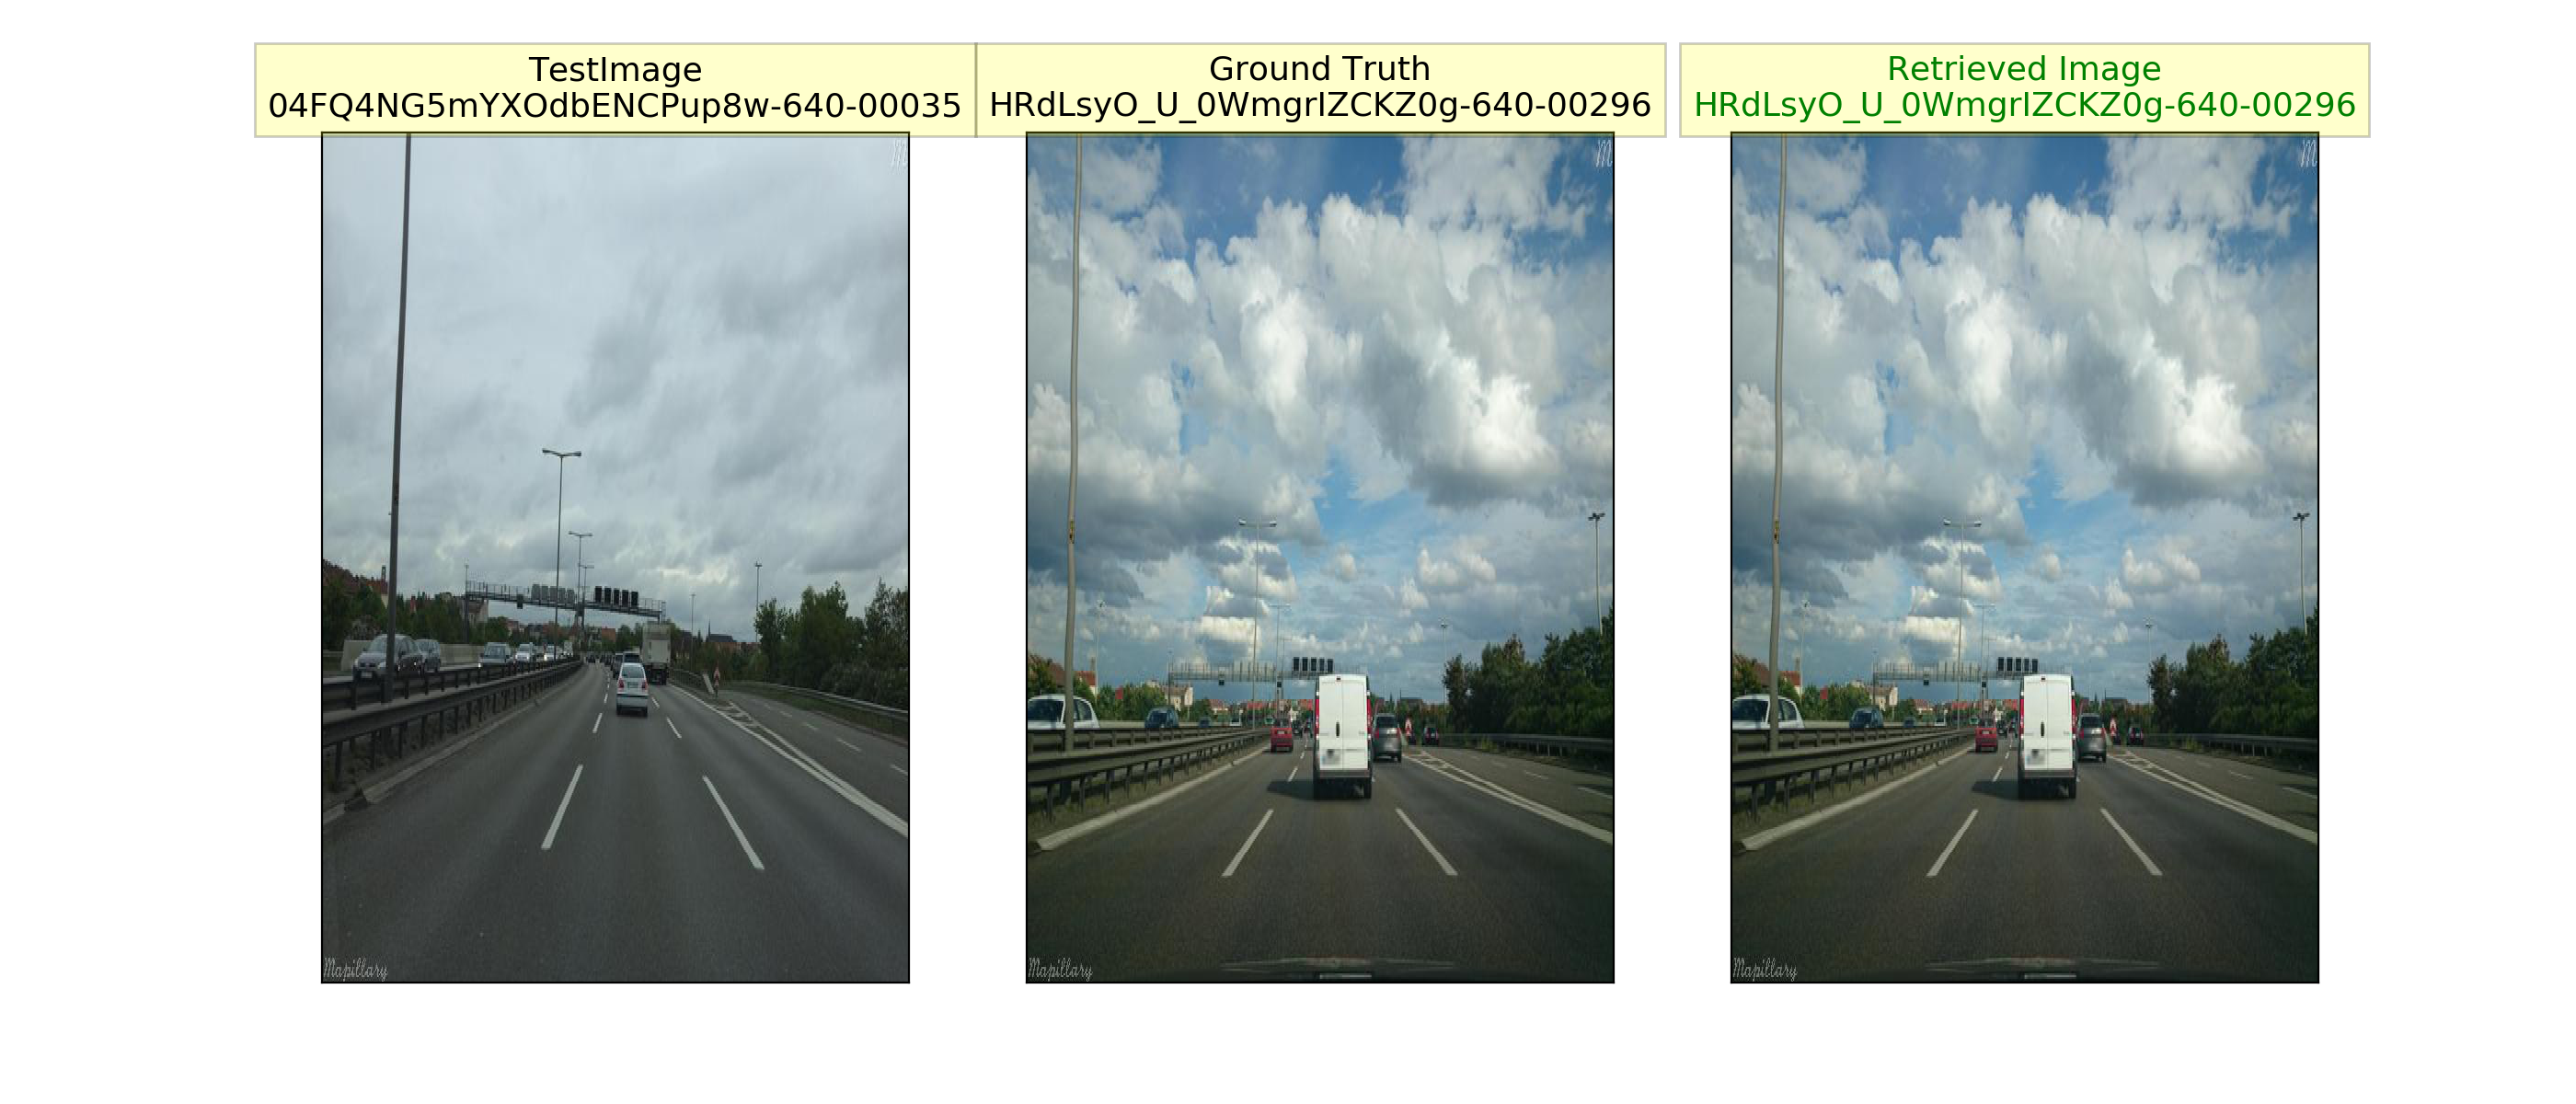 TestImage
04FQ4NG5mYXOdbENCPup8w-640-00035
Ground Truth
HRdLsyO_U_0WmgrIZCKZ0g-640-00296
Retrieved Image
HRdLsyO_U_0WmgrIZCKZ0g-640-00296
M
M
M
Mapillary
Mapillary
Mapillary